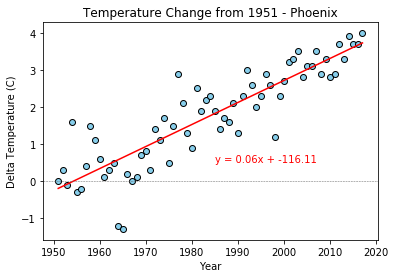 Temperature Change from 1951 - Phoenix
Delta Temperature (C)
4
3
2
1
0
−1
y = 0.06x + -116.11
1950 1960 1970 1980 1990 2000 2010 2020
Year